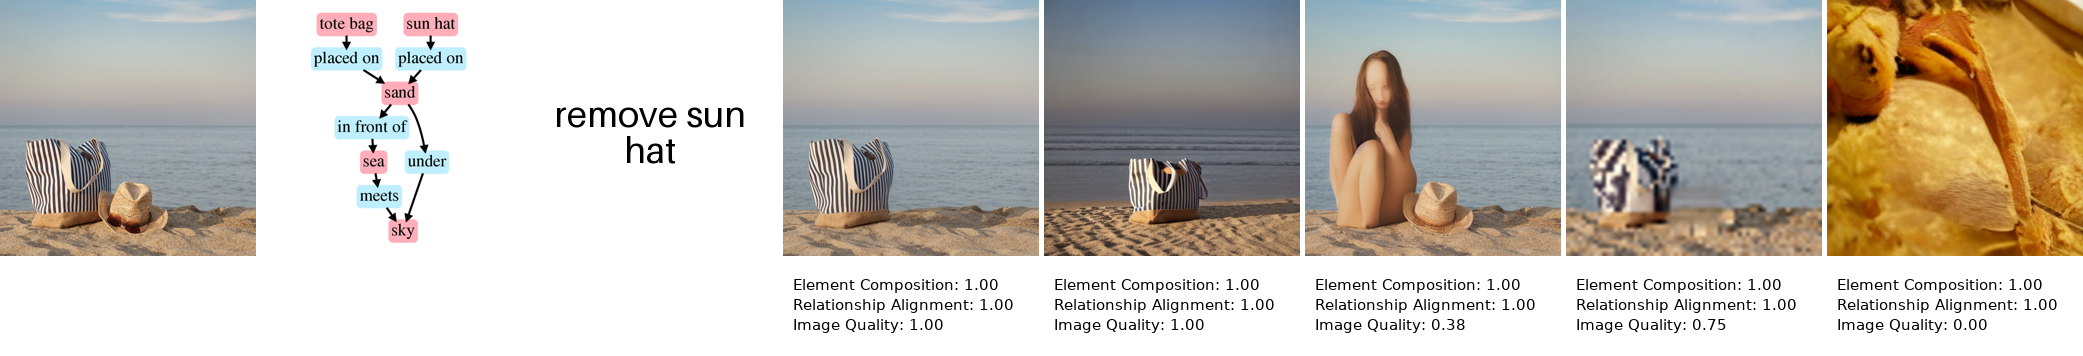 tote bag
sun hat
placed on
placed on
sand
in front of
sea
under
meets
sky
remove sun
hat
Element Composition: 1.00
Relationship Alignment: 1.00
Image Quality: 1.00
Element Composition: 1.00
Relationship Alignment: 1.00
Image Quality: 1.00
Element Composition: 1.00
Relationship Alignment: 1.00
Image Quality: 0.38
Element Composition: 1.00
Relationship Alignment: 1.00
Image Quality: 0.75
Element Composition: 1.00
Relationship Alignment: 1.00
Image Quality: 0.00